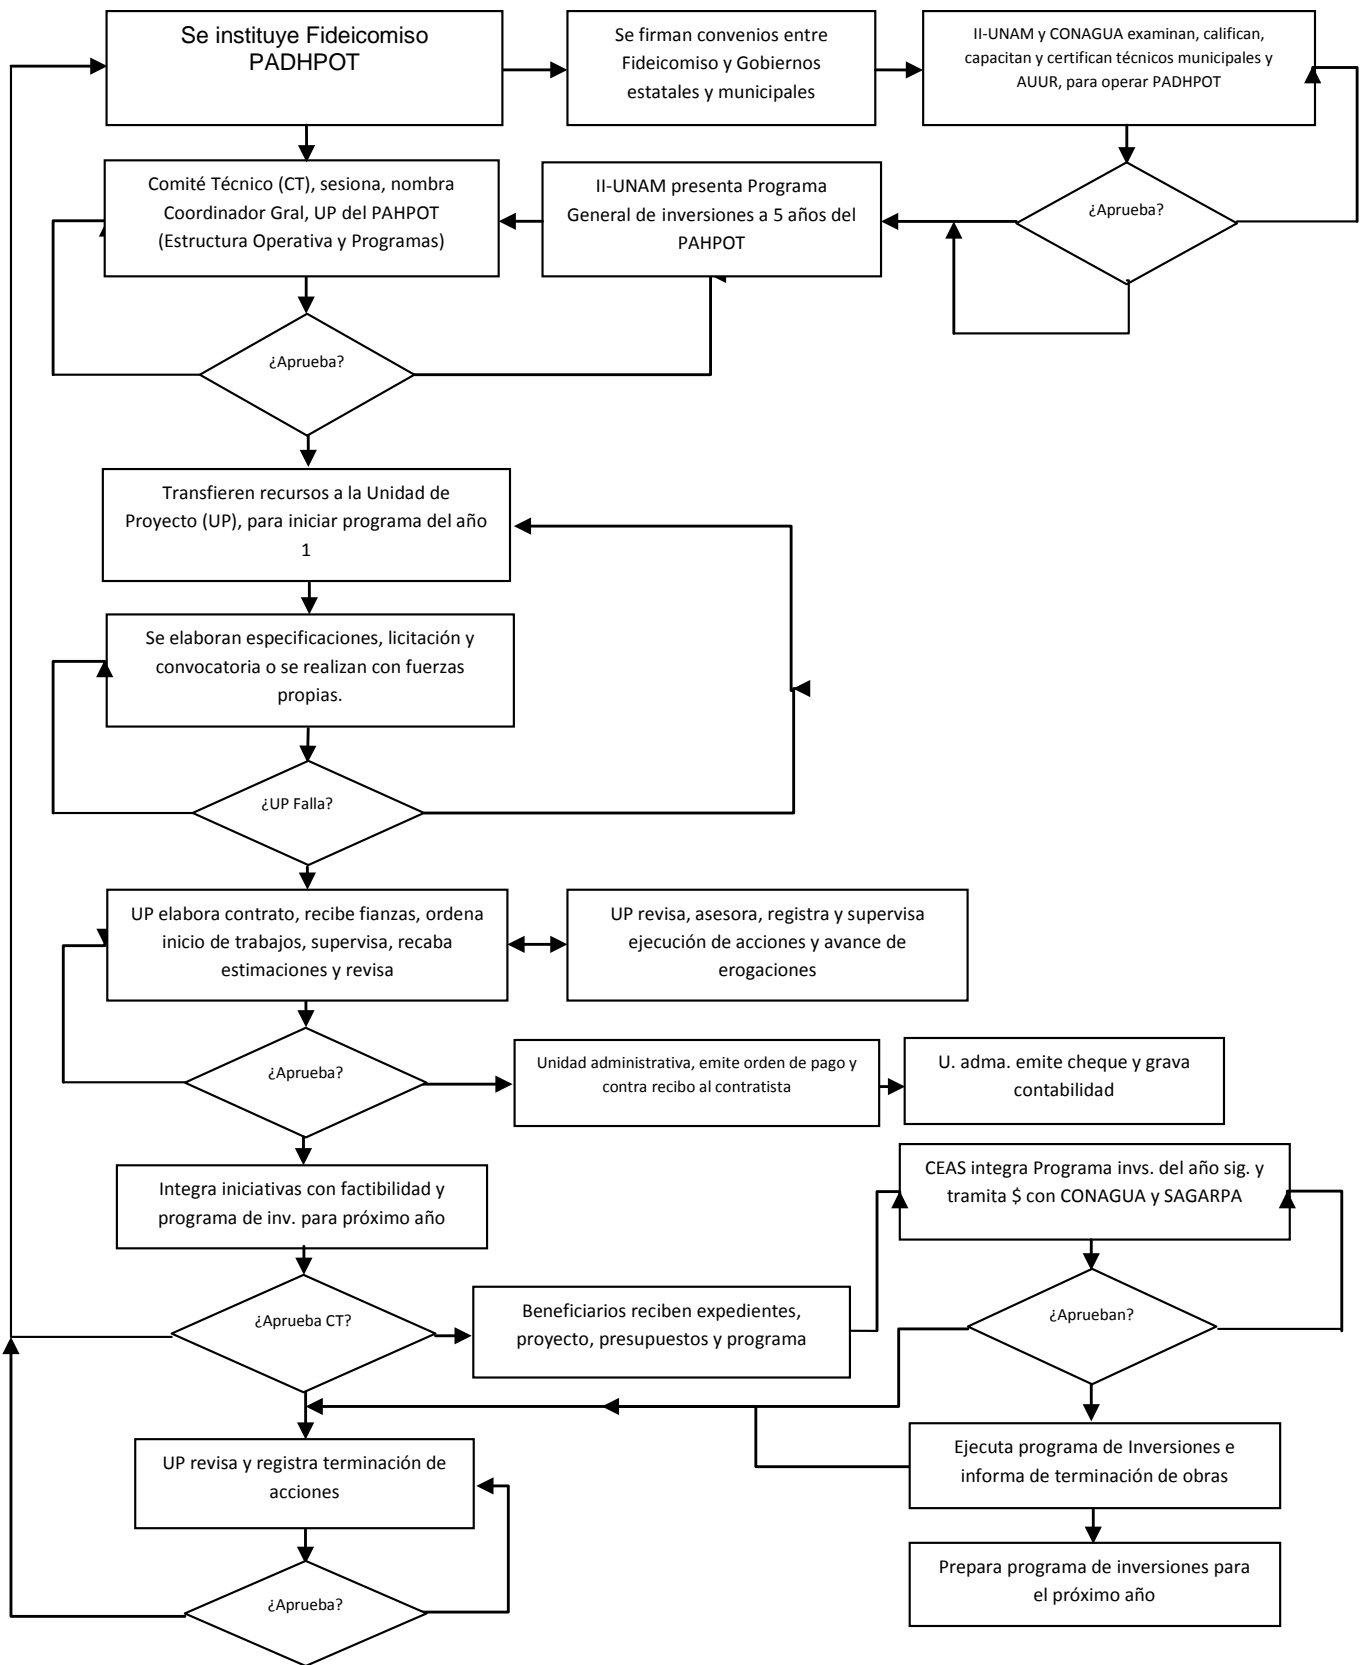 Se instituye Fideicomiso
PADHPOT
Se firman convenios entre
Fideicomiso y Gobiernos
estatales y municipales
II-UNAM y CONAGUA examinan, califican,
capacitan y certifican técnicos municipales y
AUUR, para operar PADHPOT
Comité Técnico (CT), sesiona, nombra
Coordinador Gral, UP del PAHPOT
(Estructura Operativa y Programas)
II-UNAM presenta Programa
General de inversiones a 5 años del
PAHPOT
¿Aprueba?
¿Aprueba?
Transfieren recursos a la Unidad de
Proyecto (UP), para iniciar programa del año
1
Se elaboran especificaciones, licitación y
convocatoria o se realizan con fuerzas
propias.
¿UP Falla?
UP elabora contrato, recibe fianzas, ordena
inicio de trabajos, supervisa, recaba
estimaciones y revisa
UP revisa, asesora, registra y supervisa
ejecución de acciones y avance de
erogaciones
¿Aprueba?
Unidad administrativa, emite orden de pago y
contra recibo al contratista
U. adma. emite cheque y grava
contabilidad
Integra iniciativas con factibilidad y
programa de inv. para próximo año
CEAS integra Programa invs. del año sig. y
tramita $ con CONAGUA y SAGARPA
¿Aprueba CT?
Beneficiarios reciben expedientes,
proyecto, presupuestos y programa
¿Aprueban?
UP revisa y registra terminación de
acciones
Ejecuta programa de Inversiones e
informa de terminación de obras
¿Aprueba?
Prepara programa de inversiones para
el próximo año